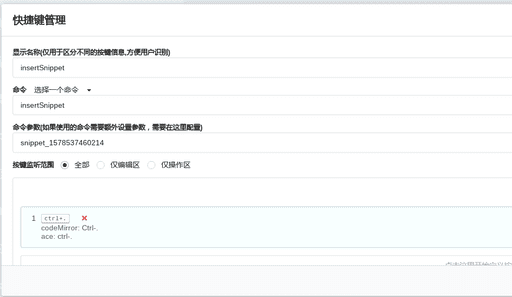 快捷键管理
显示名称(仅用于区分不同的按键信息,方便用户识别)
insertSnippet
命令 选择一个命令
insertSnippet
命令参数(如果使用的命令需要额外设置参数，需要在这里配置)
snippet_1578537460214
按键监听范围 全部 仅编辑区 仅操作区
1 ctrl+.
codeMirror: Ctrl-.
ace: ctrl-.